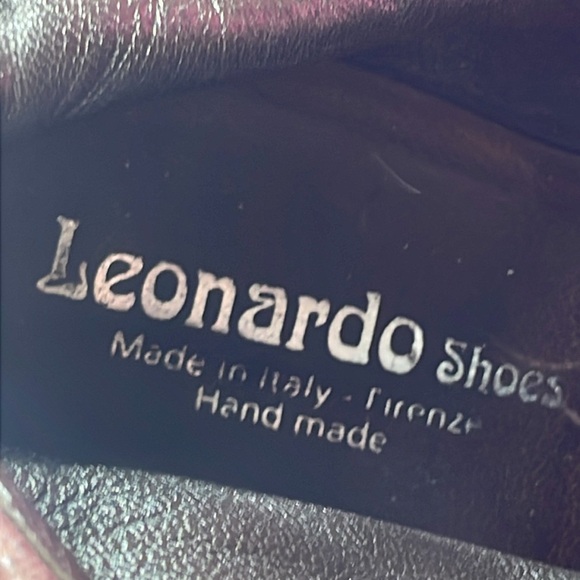 Leonardo Shoes
Made in Italy - Firenze
Hand made